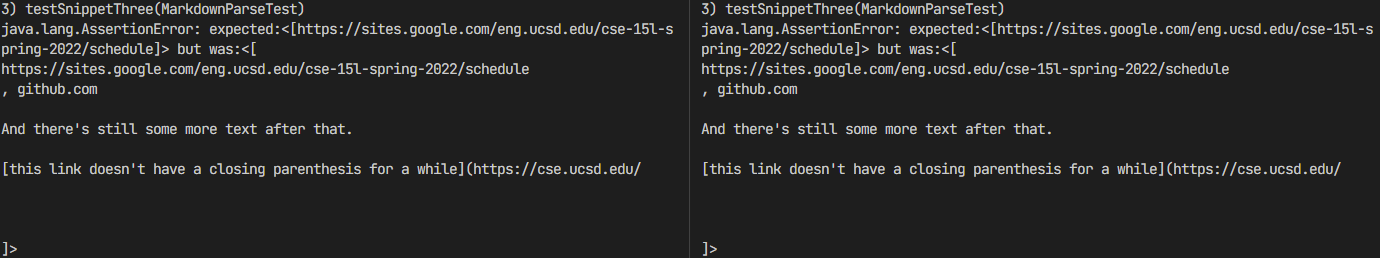 3) testSnippetThree(MarkdownParseTest)
java.lang.AssertionError: expected:<[https://sites.google.com/eng.ucsd.edu/cse-15l-s
pring-2022/schedule]> but was:<[
https://sites.google.com/eng.ucsd.edu/cse-15l-spring-2022/schedule
, github.com
And there's still some more text after that.
[this link doesn't have a closing parenthesis for a while](https://cse.ucsd.edu/
]>
3) testSnippetThree(MarkdownParseTest)
java.lang.AssertionError: expected:<[https://sites.google.com/eng.ucsd.edu/cse-15l-s
pring-2022/schedule]> but was:<[
https://sites.google.com/eng.ucsd.edu/cse-15l-spring-2022/schedule
, github.com
And there's still some more text after that.
[this link doesn't have a closing parenthesis for a while](https://cse.ucsd.edu/
]>